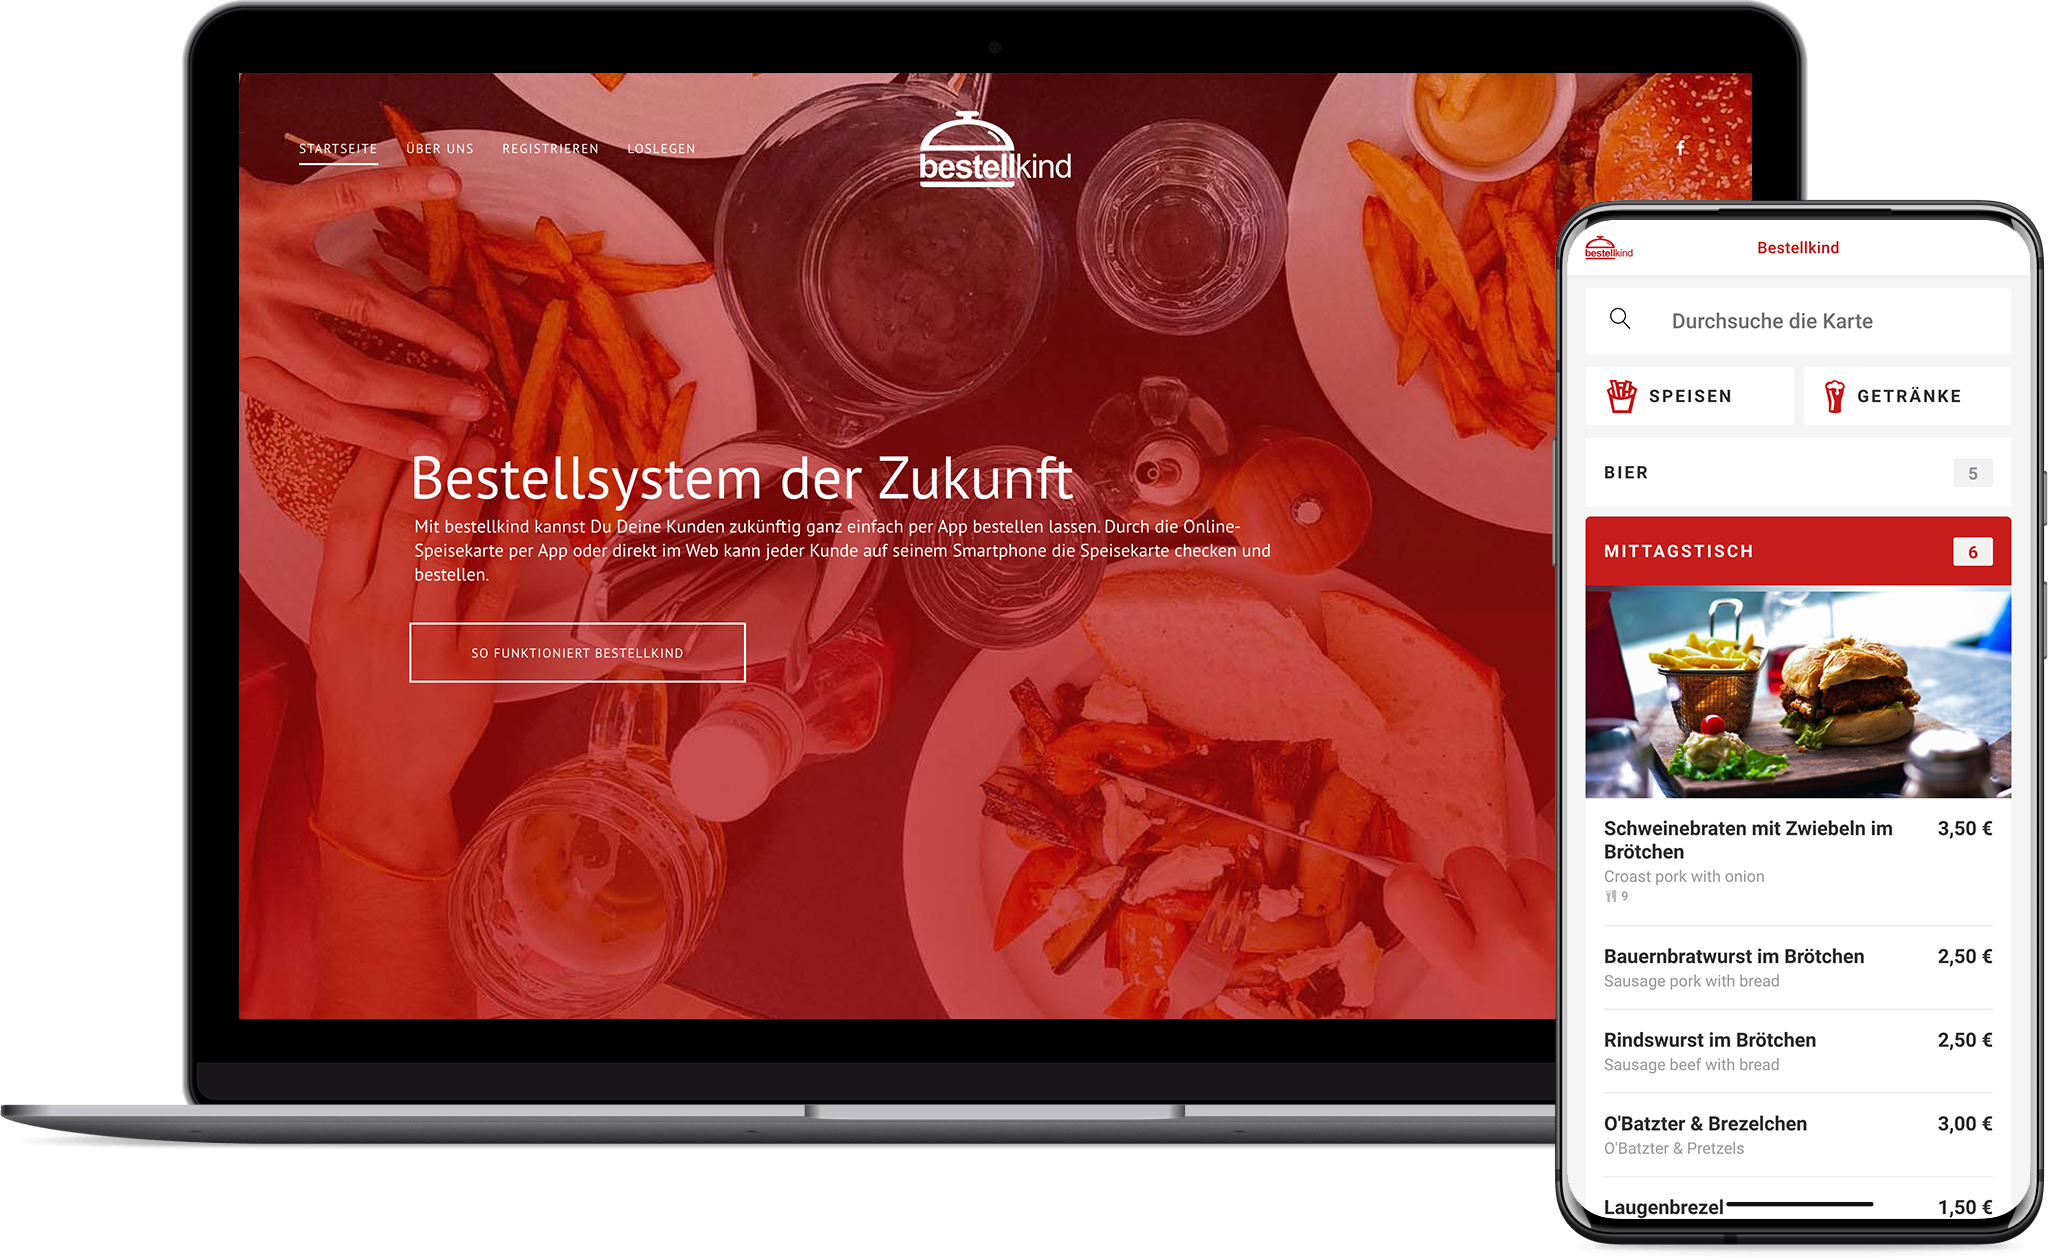 STARTSEITE ÜBER UNS REGISTRIEREN LOSLEGEN
bestellkind
f
Bestellsystem der Zukunft
Mit bestellkind kannst Du Deine Kunden zukünftig ganz einfach per App bestellen lassen. Durch die Online-
Speisekarte per App oder direkt im Web kann jeder Kunde auf seinem Smartphone die Speisekarte checken und
bestellen.
SO FUNKTIONIERT BESTELLKIND
bestellkind
Bestellkind
Durchsuche die Karte
SPEISEN
GETRÄNKE
BIER 5
MITTAGSTISCH 6
Schweinebraten mit Zwiebeln im 3,50 €
Brötchen
Croast pork with onion
9
Bauernbratwurst im Brötchen 2,50 €
Sausage pork with bread
Rindswurst im Brötchen 2,50 €
Sausage beef with bread
O'Batzter & Brezelchen 3,00 €
O'Batzter & Pretzels
Laugenbrezel 1,50 €